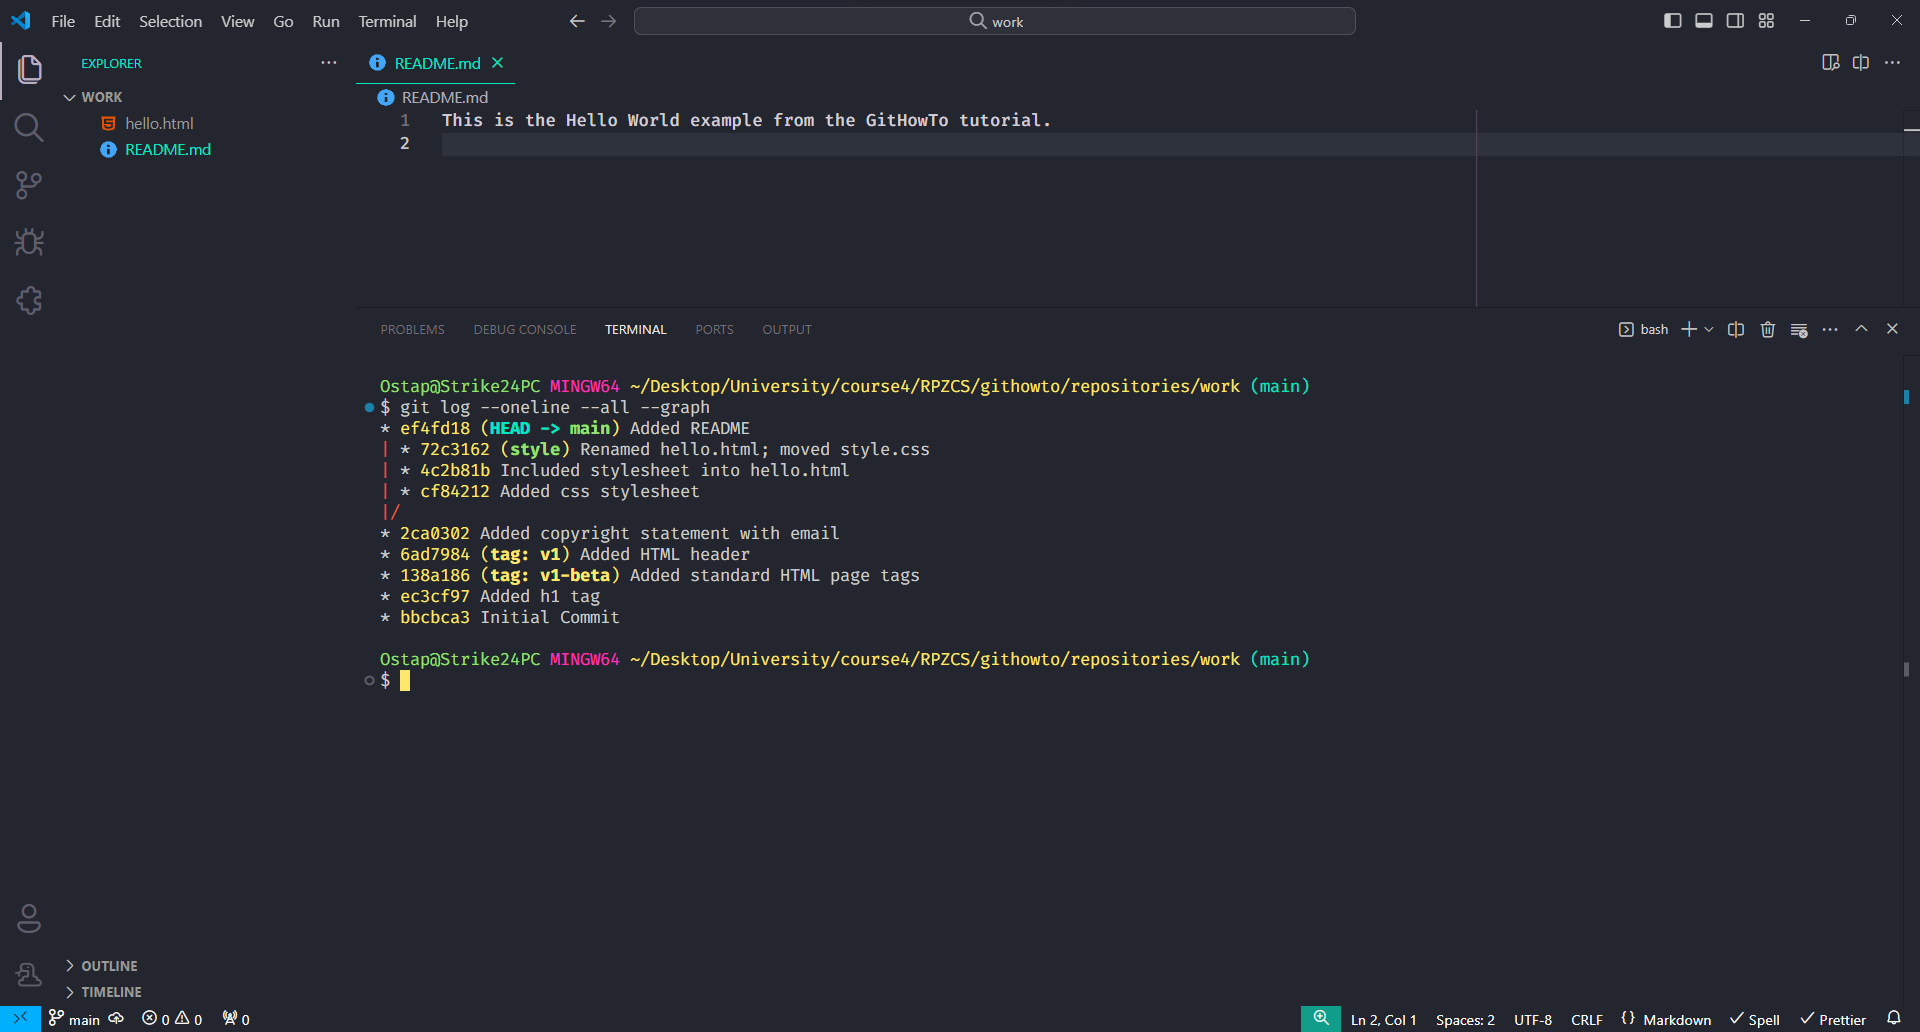 File Edit Selection View Go Run Terminal Help
work
EXPLORER
README.md
WORK
hello.html
README.md
README.md
1 This is the Hello World example from the GitHowTo tutorial.
2
PROBLEMS DEBUG CONSOLE TERMINAL PORTS OUTPUT
bash
Ostap@Strike24PC MINGW64 ~/Desktop/University/course4/RPZCS/githowto/repositories/work (main)
$ git log --oneline --all --graph
* ef4fd18 (HEAD -> main) Added README
| * 72c3162 (style) Renamed hello.html; moved style.css
| * 4c2b81b Included stylesheet into hello.html
| * cf84212 Added css stylesheet
|/
* 2ca0302 Added copyright statement with email
* 6ad7984 (tag: v1) Added HTML header
* 138a186 (tag: v1-beta) Added standard HTML page tags
* ec3cf97 Added h1 tag
* bbcbca3 Initial Commit
Ostap@Strike24PC MINGW64 ~/Desktop/University/course4/RPZCS/githowto/repositories/work (main)
$
OUTLINE
TIMELINE
main 0 0 0 Ln 2, Col 1 Spaces: 2 UTF-8 CRLF {} Markdown Spell Prettier